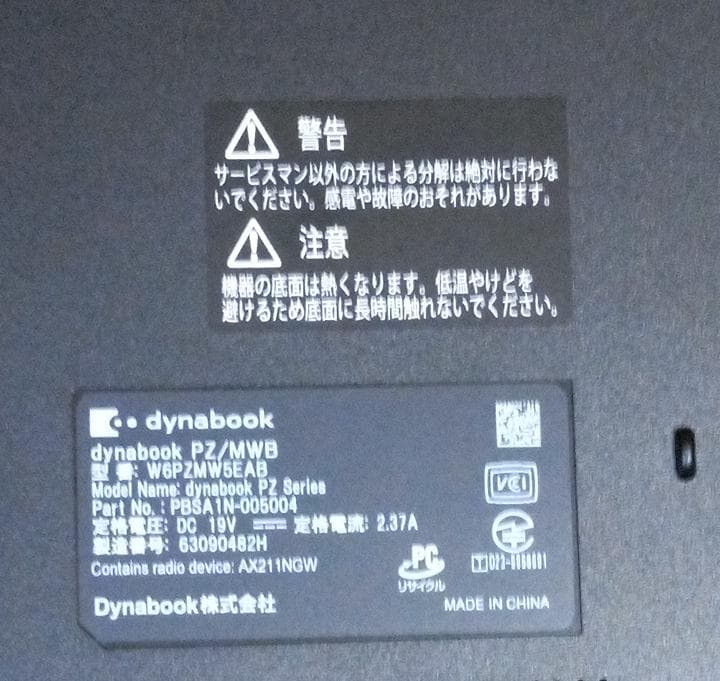 警告
サービスマン以外の方による分解は絶対に行わな
いでください。感電や故障のおそれがあります。
注意
機器の底面は熱くなります。低温やけどを
避けるため底面に長時間触れないでください。
dynabook
dynabook PZ/MWB
型 番: W6PZMW5EAB
Model Name: dynabook PZ Series
Part No. : PBSA1N-005004
定格電圧: DC 19V 定格電流: 2.37A
製造番号: 63090482H
Contains radio device: AX211NGW
Dynabook株式会社
VCI
PC
リサイクル
MADE IN CHINA